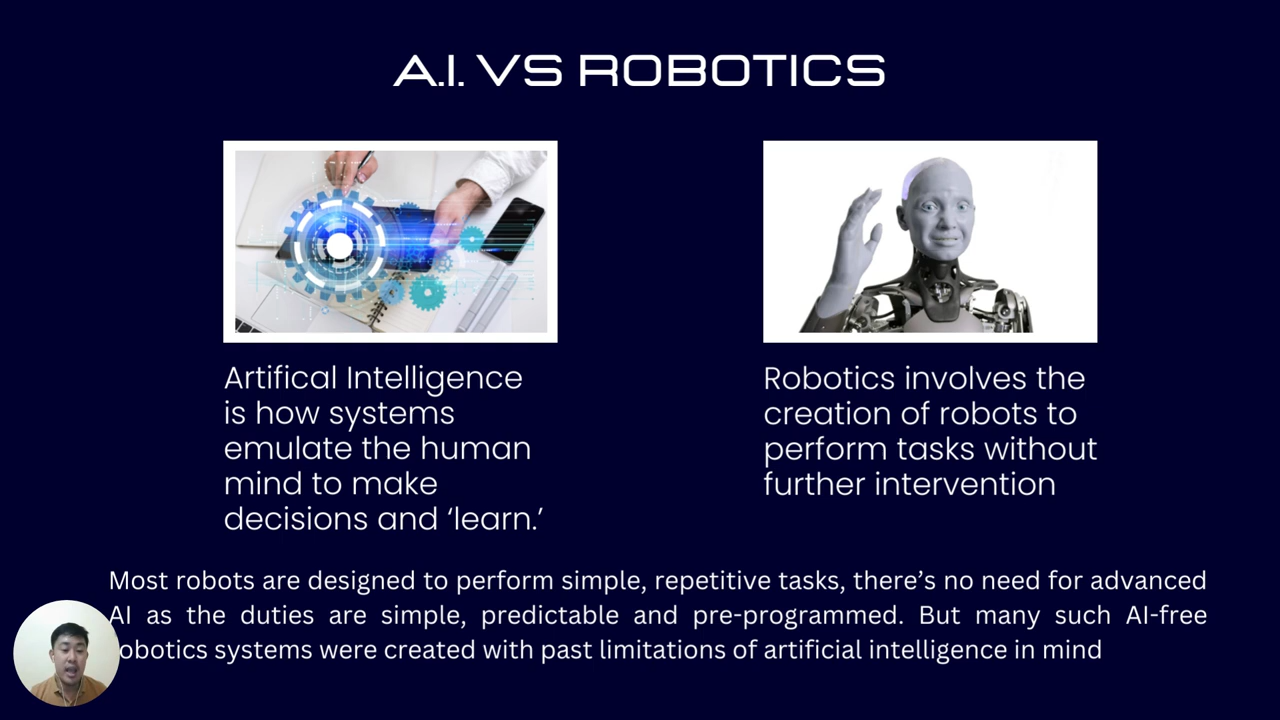 A.I. VS ROBOTICS
Artifical Intelligence
is how systems
emulate the human
mind to make
decisions and ‘learn.’
Robotics involves the
creation of robots to
perform tasks without
further intervention
Most robots are designed to perform simple, repetitive tasks, there’s no need for advanced
AI as the duties are simple, predictable and pre-programmed. But many such AI-free
obotics systems were created with past limitations of artificial intelligence in mind